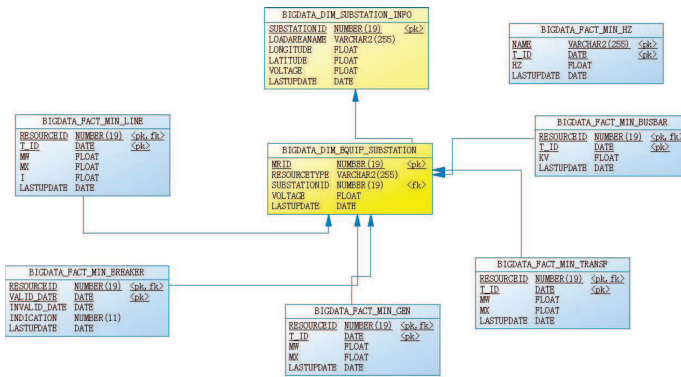 BIGDATA_DIM_SUBSTATION_INFO
SUBSTATIONID NUMBER(19) <pk>
LOADAREANAME VARCHAR2(255)
LONGITUDE FLOAT
LATITUDE FLOAT
VOLTAGE FLOAT
LASTUPDATE DATE
BIGDATA_FACT_MIN_HZ
NAME VARCHAR2(255) <pk>
T_ID DATE <pk>
HZ FLOAT
LASTUPDATE DATE
BIGDATA_FACT_MIN_LINE
RESOURCEID NUMBER(19) <pk,fk>
T_ID DATE <pk>
MW FLOAT
MX FLOAT
I FLOAT
LASTUPDATE DATE
BIGDATA_DIM_EQUIP_SUBSTATION
MRID NUMBER(19) <pk>
RESOURCETYPE VARCHAR2(255)
SUBSTATIONID NUMBER(19) <fk>
VOLTAGE FLOAT
LASTUPDATE DATE
BIGDATA_FACT_MIN_BUSBAR
RESOURCEID NUMBER(19) <pk,fk>
T_ID DATE <pk>
KV FLOAT
LASTUPDATE DATE
BIGDATA_FACT_MIN_BREAKER
RESOURCEID NUMBER(19) <pk,fk>
VALID_DATE DATE <pk>
INVALID_DATE DATE
INDICATION NUMBER(11)
LASTUPDATE DATE
BIGDATA_FACT_MIN_GEN
RESOURCEID NUMBER(19) <pk,fk>
T_ID DATE <pk>
MW FLOAT
MX FLOAT
LASTUPDATE DATE
BIGDATA_FACT_MIN_TRANSF
RESOURCEID NUMBER(19) <pk,fk>
T_ID DATE <pk>
MW FLOAT
MX FLOAT
LASTUPDATE DATE